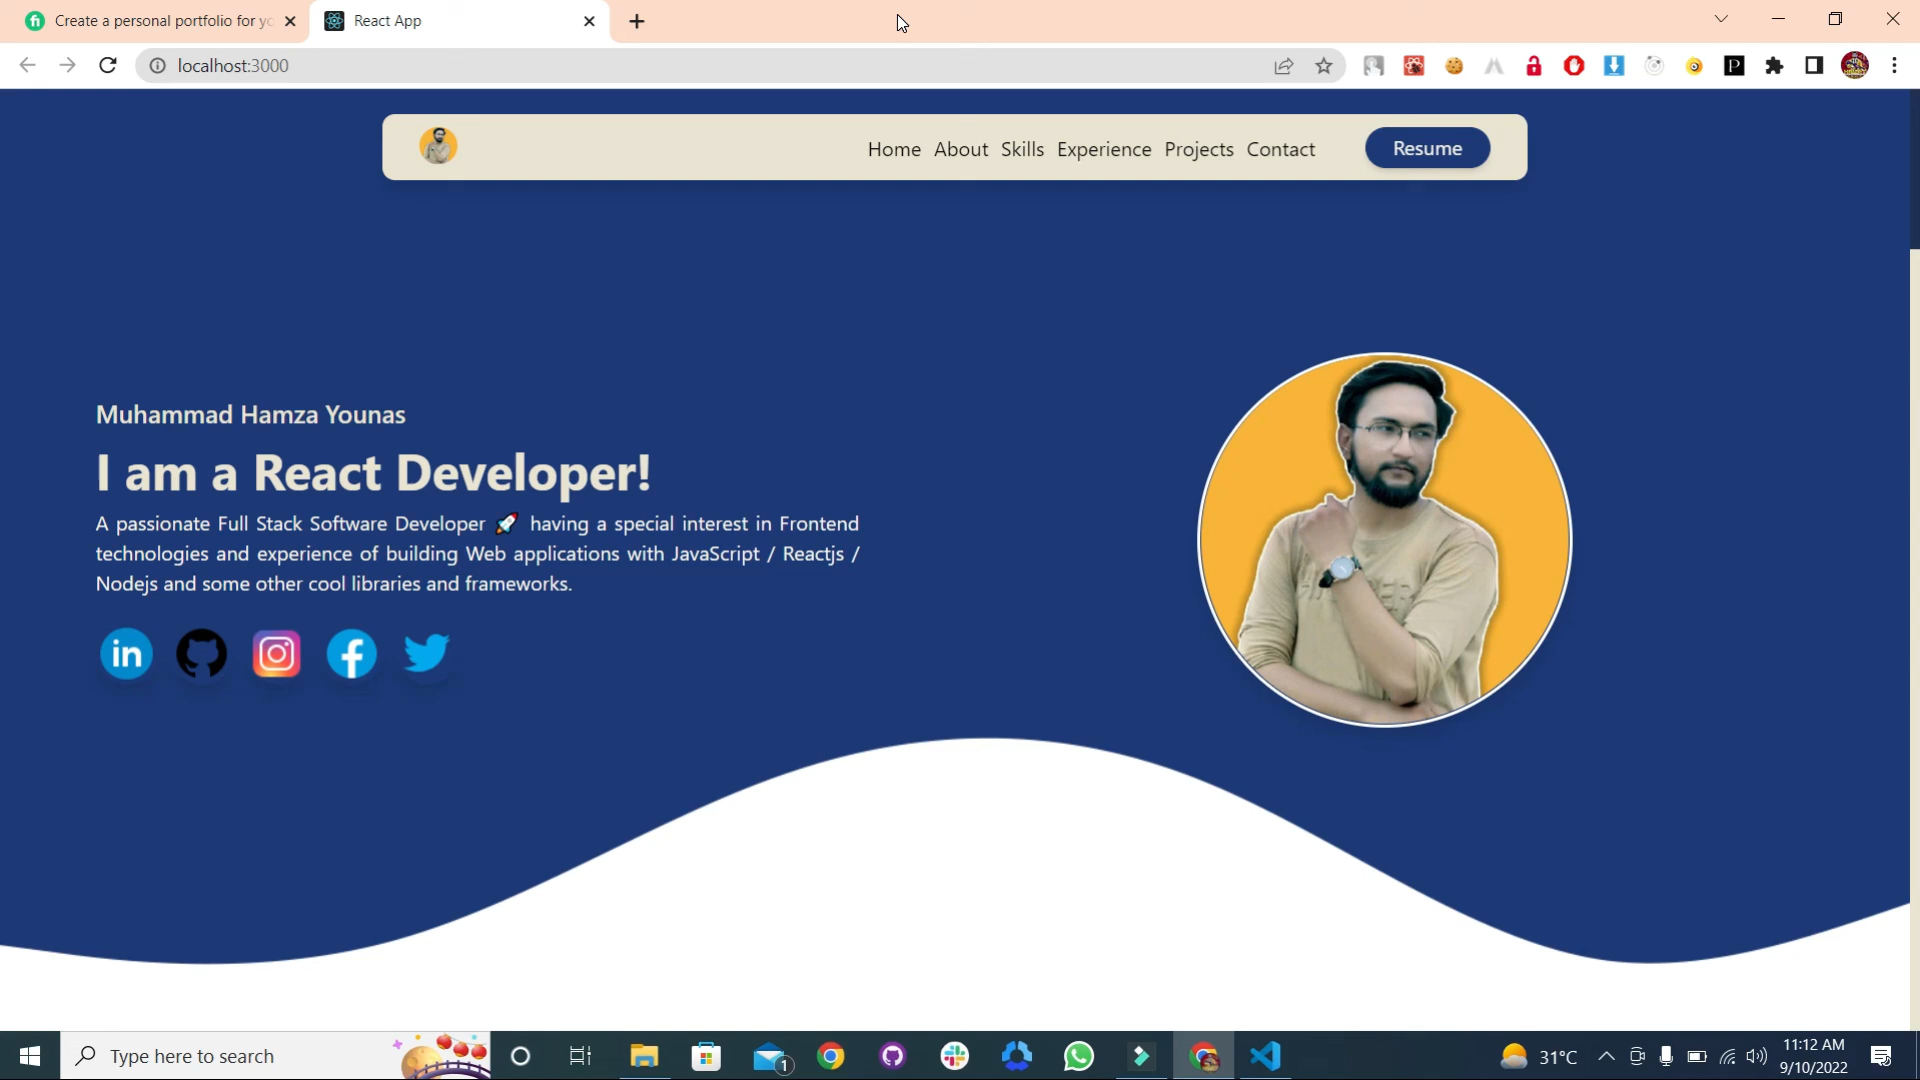 Create a personal portfolio for yo
React App
localhost:3000
Home About Skills Experience Projects Contact Resume
Muhammad Hamza Younas
I am a React Developer!
A passionate Full Stack Software Developer 🚀 having a special interest in Frontend
technologies and experience of building Web applications with JavaScript / Reactjs /
Nodejs and some other cool libraries and frameworks.
Type here to search
1
31°C
11:12 AM
9/10/2022